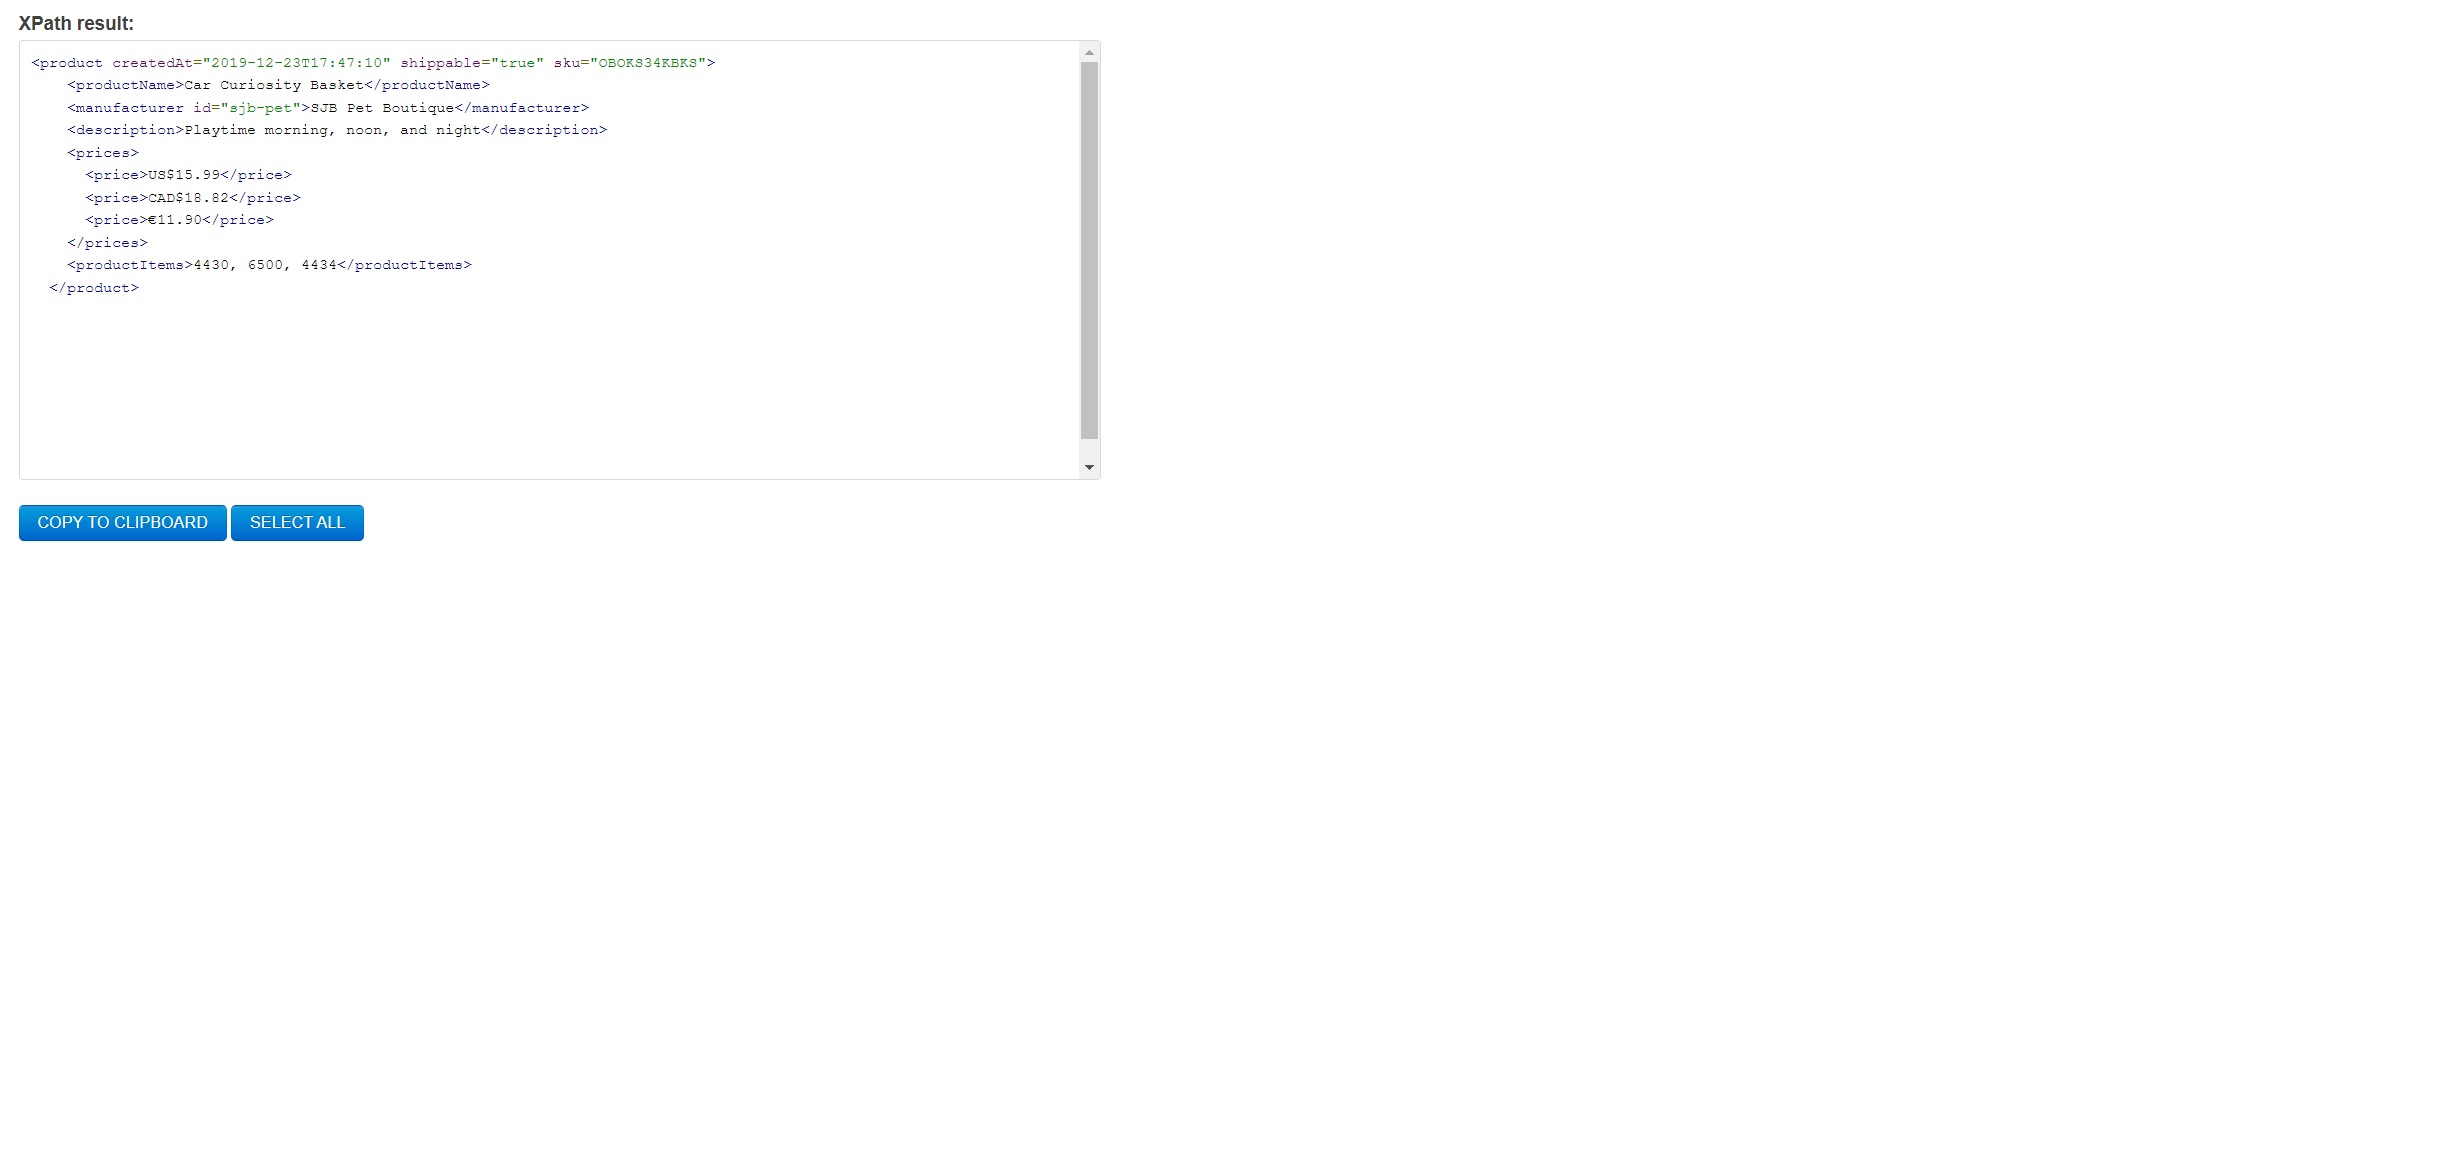 XPath result:
<product createdAt="2019-12-23T17:47:10" shippable="true" sku="OBOKS34KBKS">
<productName>Car Curiosity Basket</productName>
<manufacturer id="sjb-pet">SJB Pet Boutique</manufacturer>
<description>Playtime morning, noon, and night</description>
<prices>
<price>US$15.99</price>
<price>CAD$18.82</price>
<price>€11.90</price>
</prices>
<productItems>4430, 6500, 4434</productItems>
</product>
COPY TO CLIPBOARD SELECT ALL